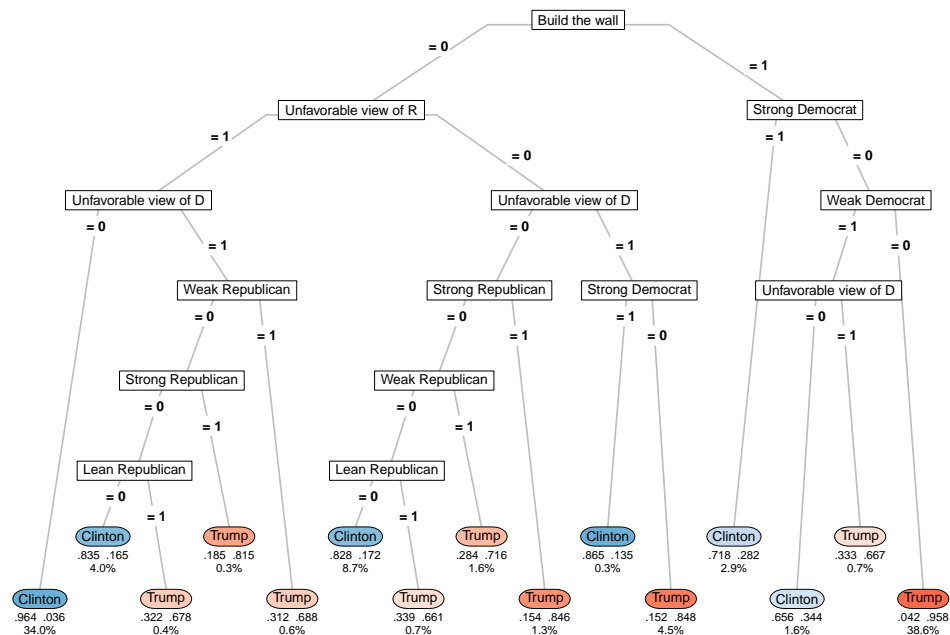 Build the wall
= 0
= 1
Unfavorable view of R
Strong Democrat
= 1
= 0
= 1
= 0
Unfavorable view of D
Unfavorable view of D
Weak Democrat
= 0
= 1
= 0
= 1
= 1
= 0
Weak Republican
Strong Republican
Strong Democrat
Unfavorable view of D
= 0
= 1
= 0
= 1
= 1
= 0
= 0
= 1
Strong Republican
Weak Republican
= 0
= 1
= 0
= 1
Lean Republican
Lean Republican
= 0
= 1
= 0
= 1
Clinton
.835 .165
4.0%
Trump
.185 .815
0.3%
Clinton
.828 .172
8.7%
Trump
.284 .716
1.6%
Clinton
.865 .135
0.3%
Clinton
.718 .282
2.9%
Trump
.333 .667
0.7%
Clinton
.964 .036
34.0%
Trump
.322 .678
0.4%
Trump
.312 .688
0.6%
Trump
.339 .661
0.7%
Trump
.154 .846
1.3%
Trump
.152 .848
4.5%
Clinton
.656 .344
1.6%
Trump
.042 .958
38.6%